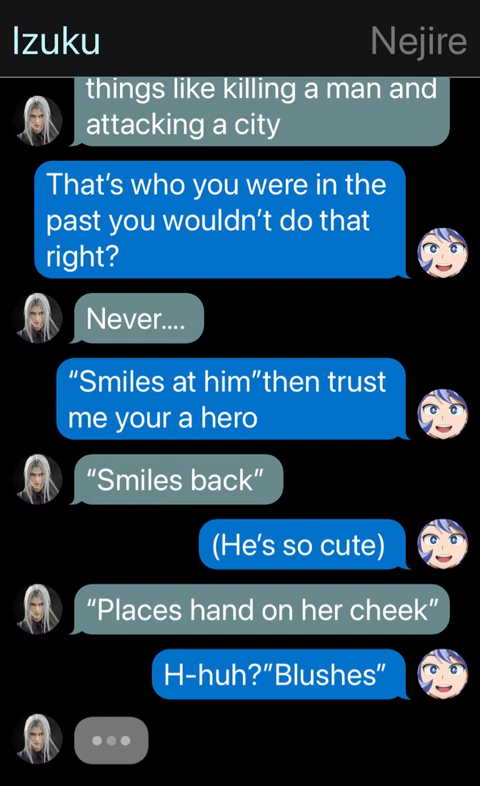 Izuku
Nejire
things like killing a man and
attacking a city
That’s who you were in the
past you wouldn’t do that
right?
Never....
“Smiles at him”then trust
me your a hero
“Smiles back”
(He’s so cute)
“Places hand on her cheek”
H-huh?”Blushes”